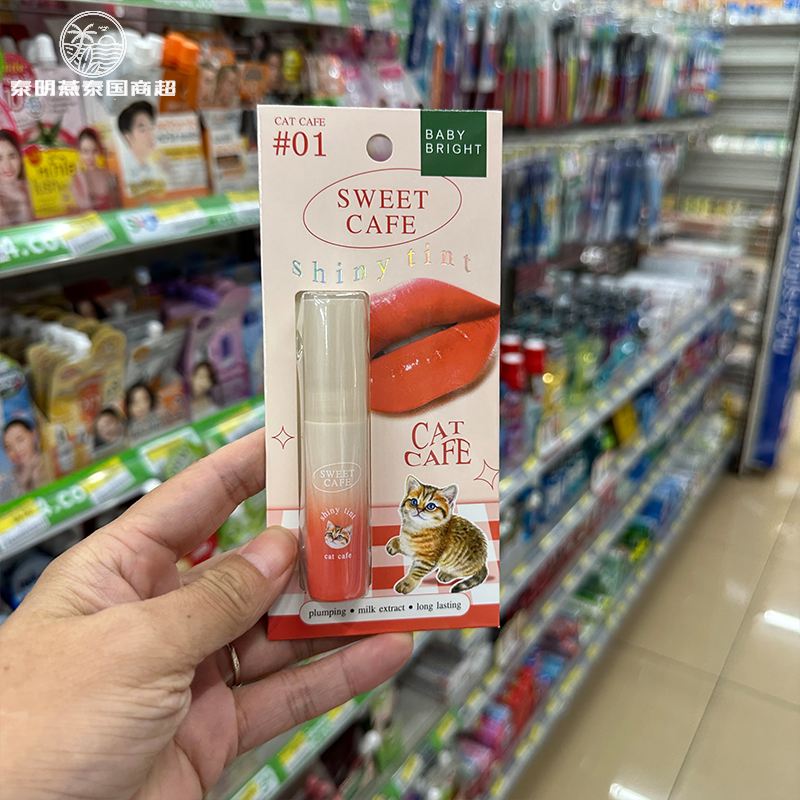 泰明燕泰国商超
CAT CAFE
#01
BABY
BRIGHT
SWEET
CAFE
shiny tint
CAT
CAFE
SWEET
CAFE
shiny tint
cat cafe
plumping • milk extract • long lasting